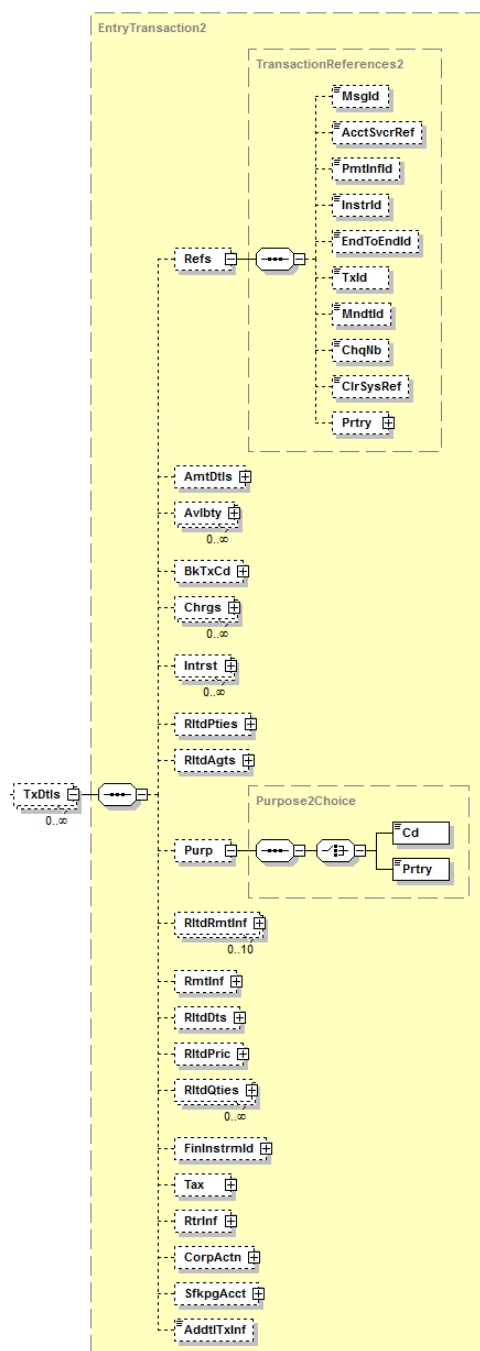 EntryTransaction2
TransactionReferences2
MsgId
AcctSvcrRef
PmtInfId
InstrId
EndToEndId
Refs
TxId
MndtId
ChqNb
ClrSysRef
Prtry
AmtDtls
Avlbty
0..∞
BkTxCd
Chrgs
0..∞
Intrst
0..∞
RltdPties
RltdAgts
TxDtls
0..∞
Purpose2Choice
Cd
Purp
Prtry
RltdRmtInf
0..10
RmtInf
RltdDts
RltdPric
RltdQties
0..∞
FinInstrmId
Tax
RtrInf
CorpActn
SfkpgAcct
AddtlTxInf